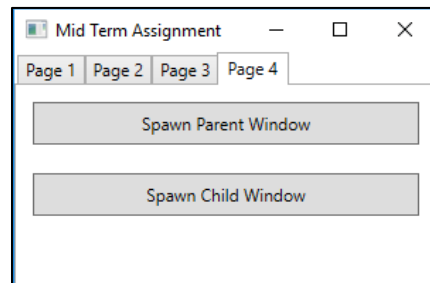 Mid Term Assignment
Page 1 Page 2 Page 3 Page 4
Spawn Parent Window
Spawn Child Window